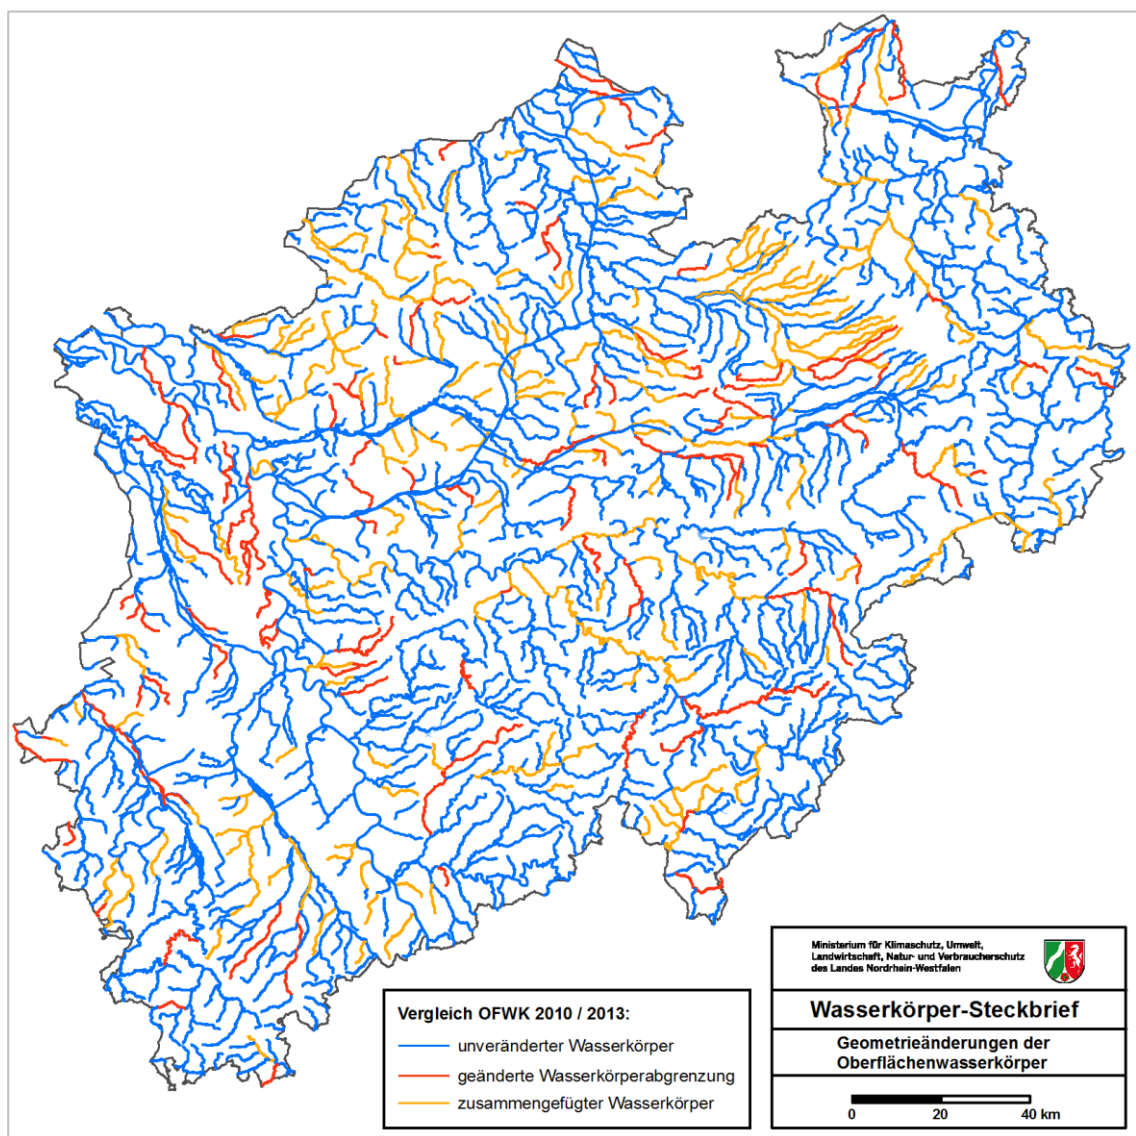 Ministerium für Klimaschutz, Umwelt,
Landwirtschaft, Natur- und Verbraucherschutz
des Landes Nordrhein-Westfalen
Wasserkörper-Steckbrief
Geometrieänderungen der
Oberflächenwasserkörper
0 20 40 km
Vergleich OFWK 2010 / 2013:
unveränderter Wasserkörper
geänderte Wasserkörperabgrenzung
zusammengefügter Wasserkörper